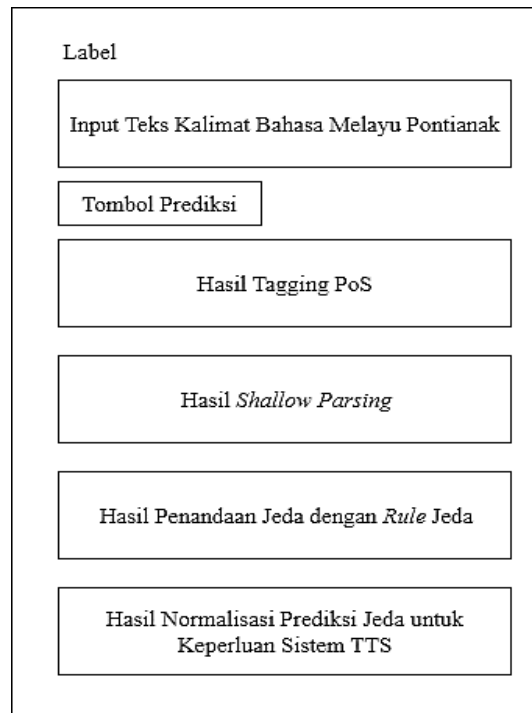 Label
Input Teks Kalimat Bahasa Melayu Pontianak
Tombol Prediksi
Hasil Tagging PoS
Hasil Shallow Parsing
Hasil Penandaan Jeda dengan Rule Jeda
Hasil Normalisasi Prediksi Jeda untuk
Keperluan Sistem TTS